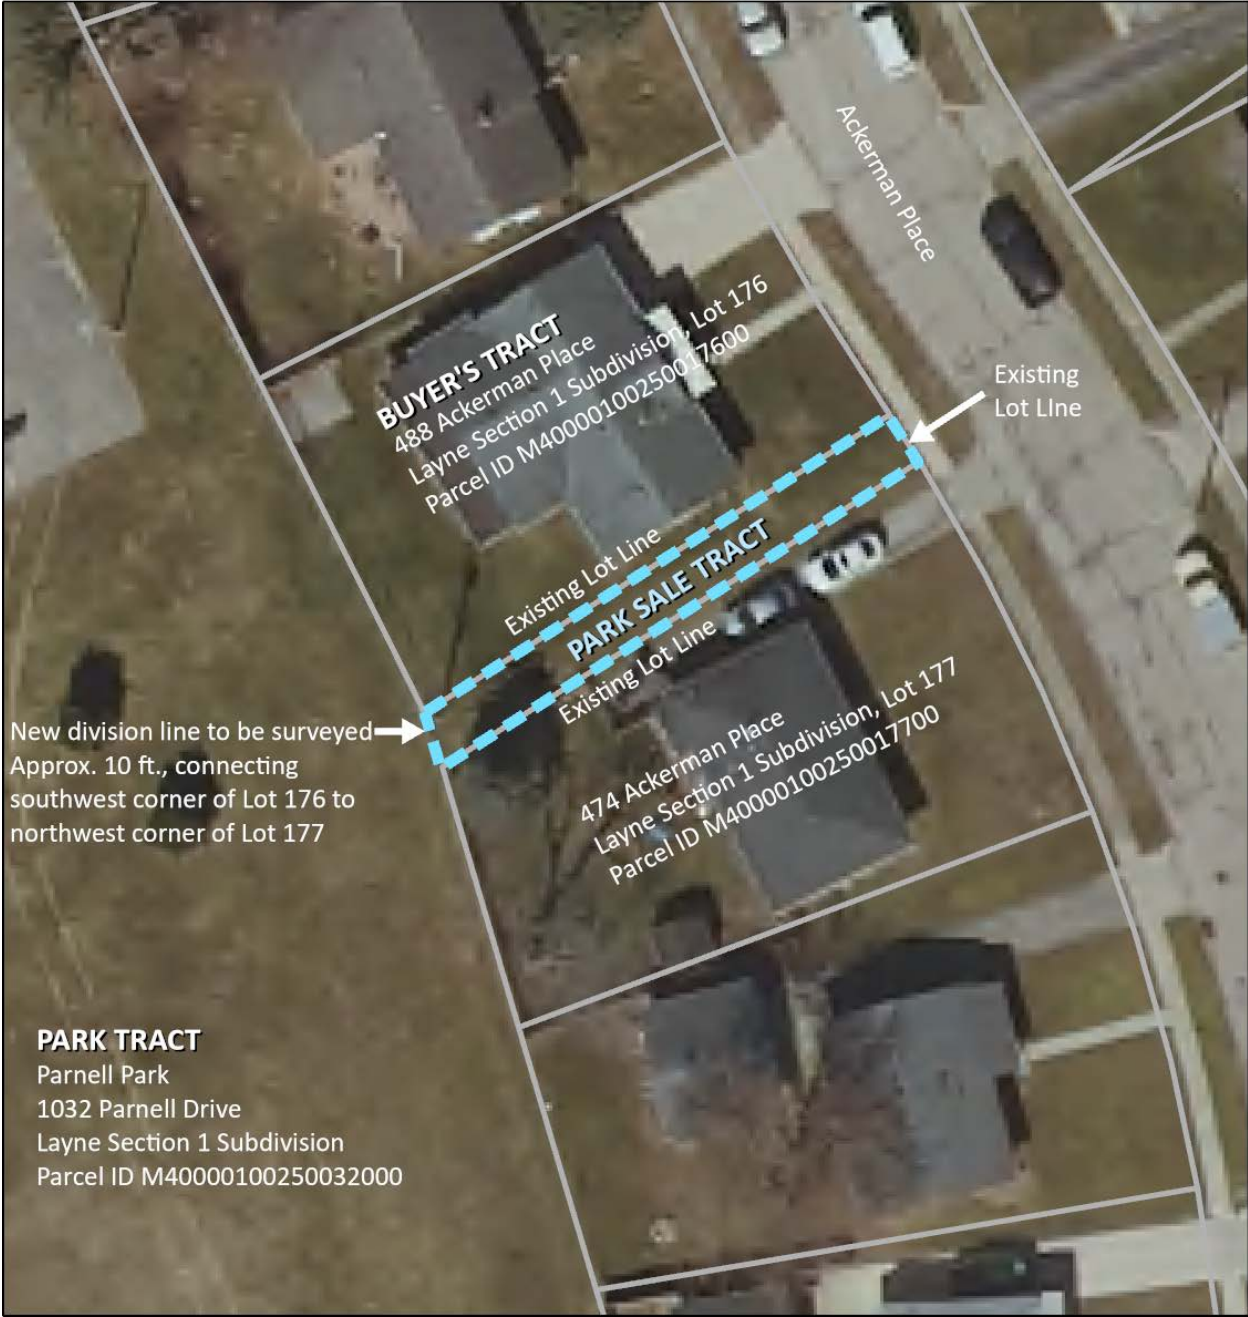 Ackerman Place
BUYER'S TRACT
488 Ackerman Place
Layne Section 1 Subdivision, Lot 176
Parcel ID M40000100250017600
Existing
Lot LIne
Existing Lot Line
PARK SALE TRACT
Existing Lot Line
New division line to be surveyed
Approx. 10 ft., connecting
southwest corner of Lot 176 to
northwest corner of Lot 177
474 Ackerman Place
Layne Section 1 Subdivision, Lot 177
Parcel ID M40000100250017700
PARK TRACT
Parnell Park
1032 Parnell Drive
Layne Section 1 Subdivision
Parcel ID M40000100250032000